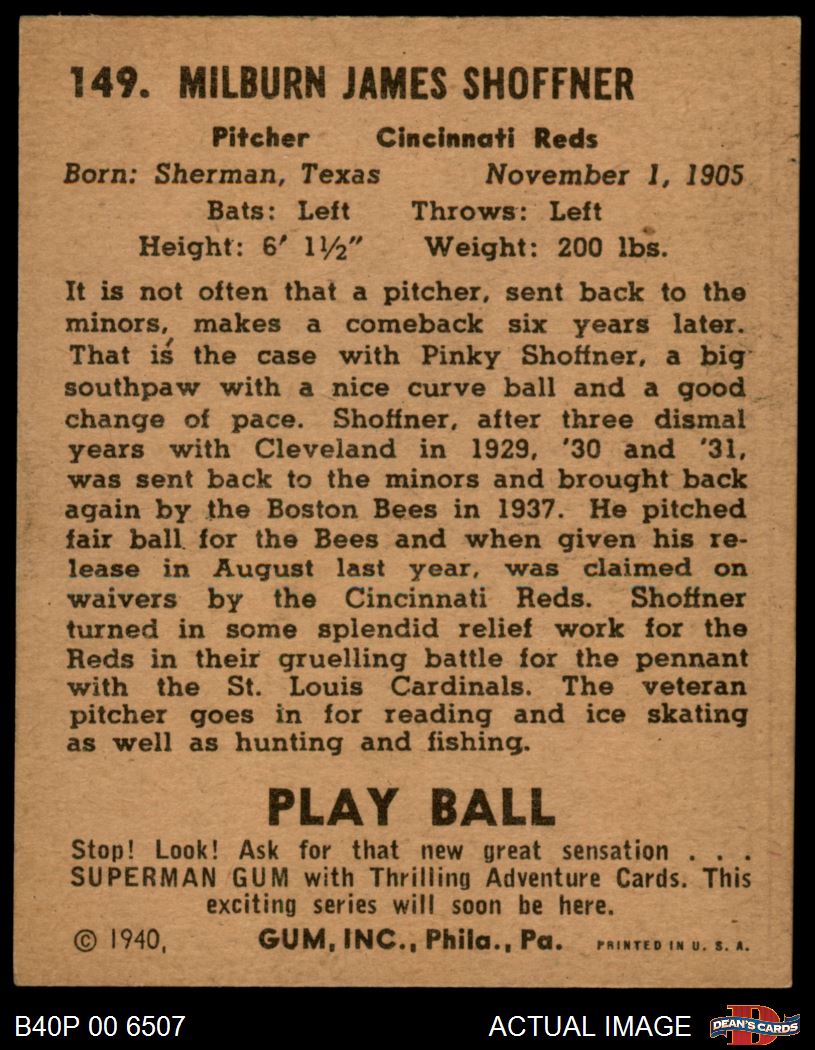 149. MILBURN JAMES SHOFFNER
Pitcher Cincinnati Reds
Born: Sherman, Texas November 1, 1905
Bats: Left Throws: Left
Height: 6' 1½" Weight: 200 lbs.
It is not often that a pitcher, sent back to the
minors, makes a comeback six years later.
That is the case with Pinky Shoffner, a big
southpaw with a nice curve ball and a good
change of pace. Shoffner, after three dismal
years with Cleveland in 1929, '30 and '31,
was sent back to the minors and brought back
again by the Boston Bees in 1937. He pitched
fair ball for the Bees and when given his re-
lease in August last year, was claimed on
waivers by the Cincinnati Reds. Shoffner
turned in some splendid relief work for the
Reds in their gruelling battle for the pennant
with the St. Louis Cardinals. The veteran
pitcher goes in for reading and ice skating
as well as hunting and fishing.
PLAY BALL
Stop! Look! Ask for that new great sensation . . .
SUPERMAN GUM with Thrilling Adventure Cards. This
exciting series will soon be here.
© 1940, GUM, INC., Phila., Pa. PRINTED IN U. S. A.
B40P 00 6507 ACTUAL IMAGE D DEAN'S CARDS